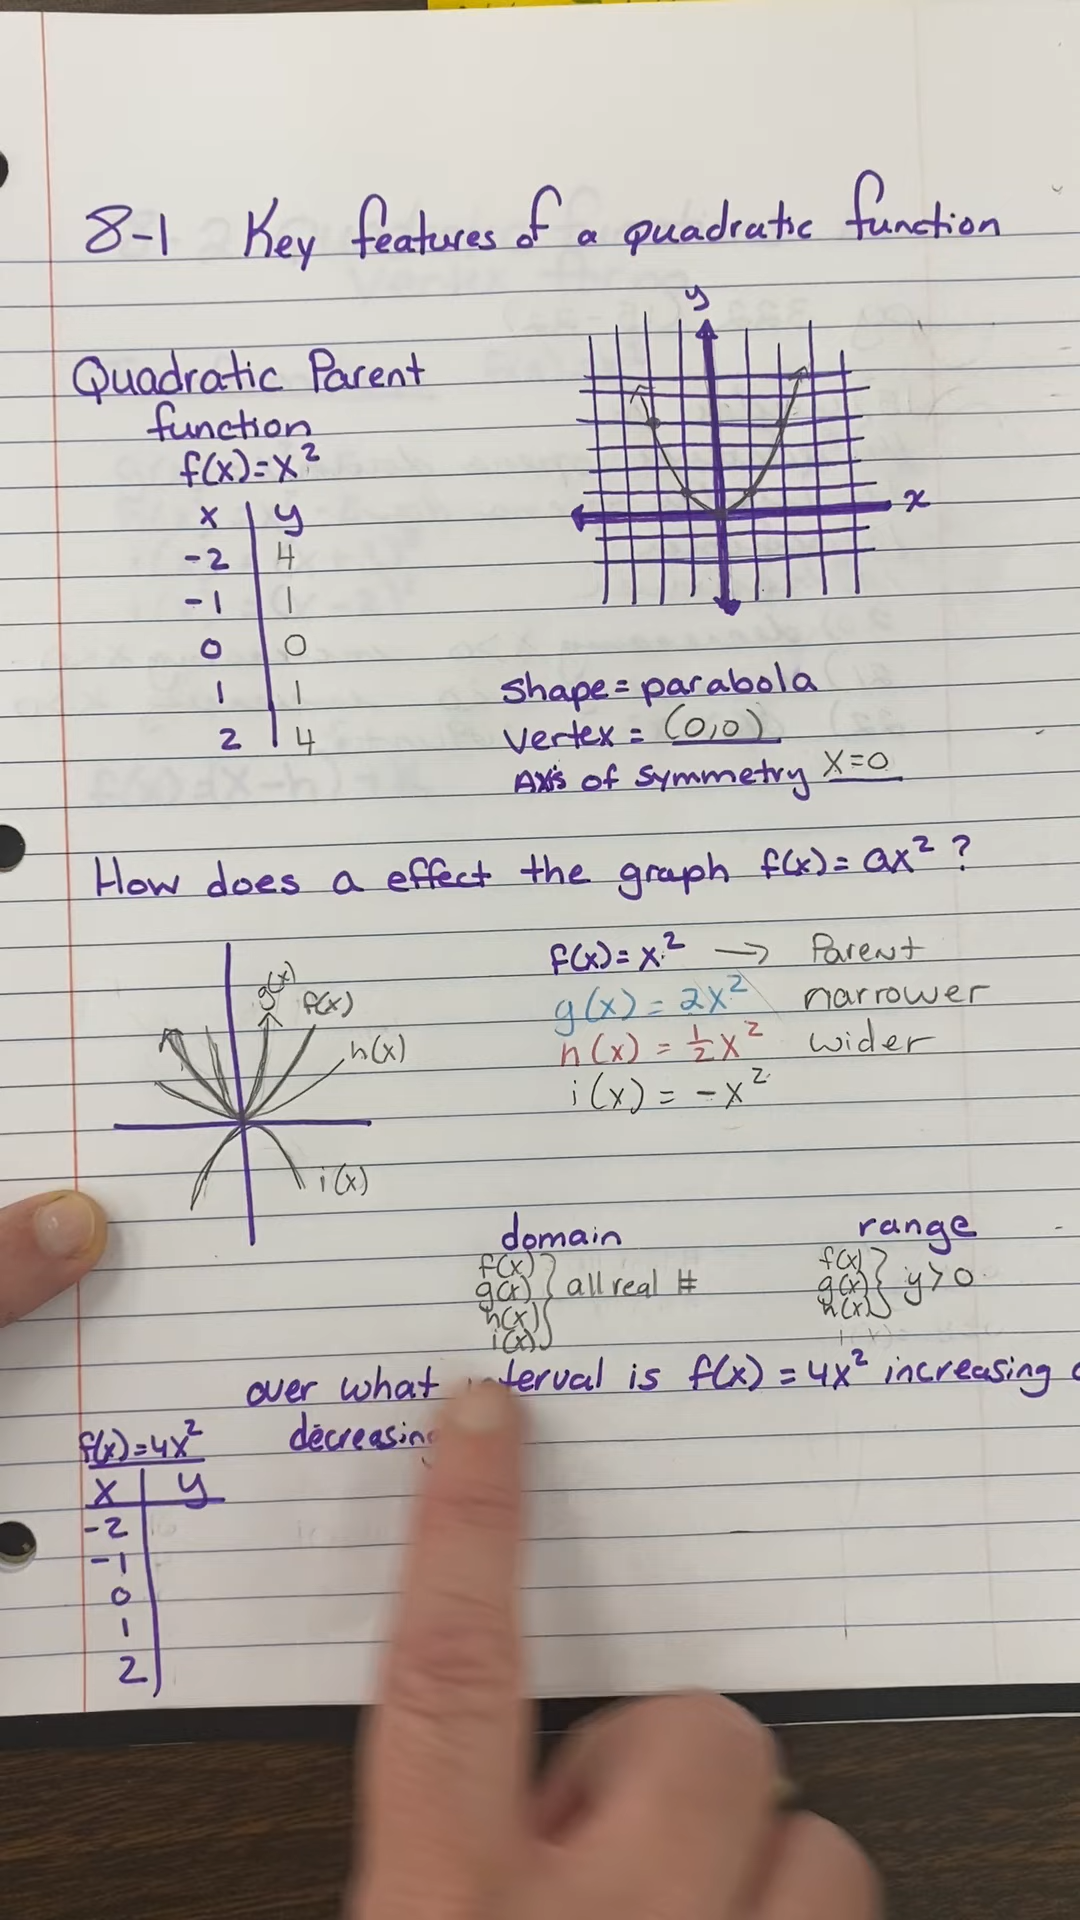 8-1 Key features of a quadratic function
Quadratic Parent
function
f(x)=x²
x y
-2 4
-1 1
0 0
1 1
2 4
y
x
shape = parabola
vertex = (0,0)
Axis of symmetry x=0
How does a effect the graph f(x)=ax²?
g(x)
f(x)
h(x)
i(x)
f(x)=x² → Parent
g(x)=2x² narrower
h(x)=½x² wider
i(x)=-x²
domain
f(x)
g(x) } all real #
h(x)
i(x)
range
f(x)
g(x) } y>0
h(x)
over what interval is f(x)=4x² increasing
decreasing
f(x)=4x²
x y
-2
-1
0
1
2